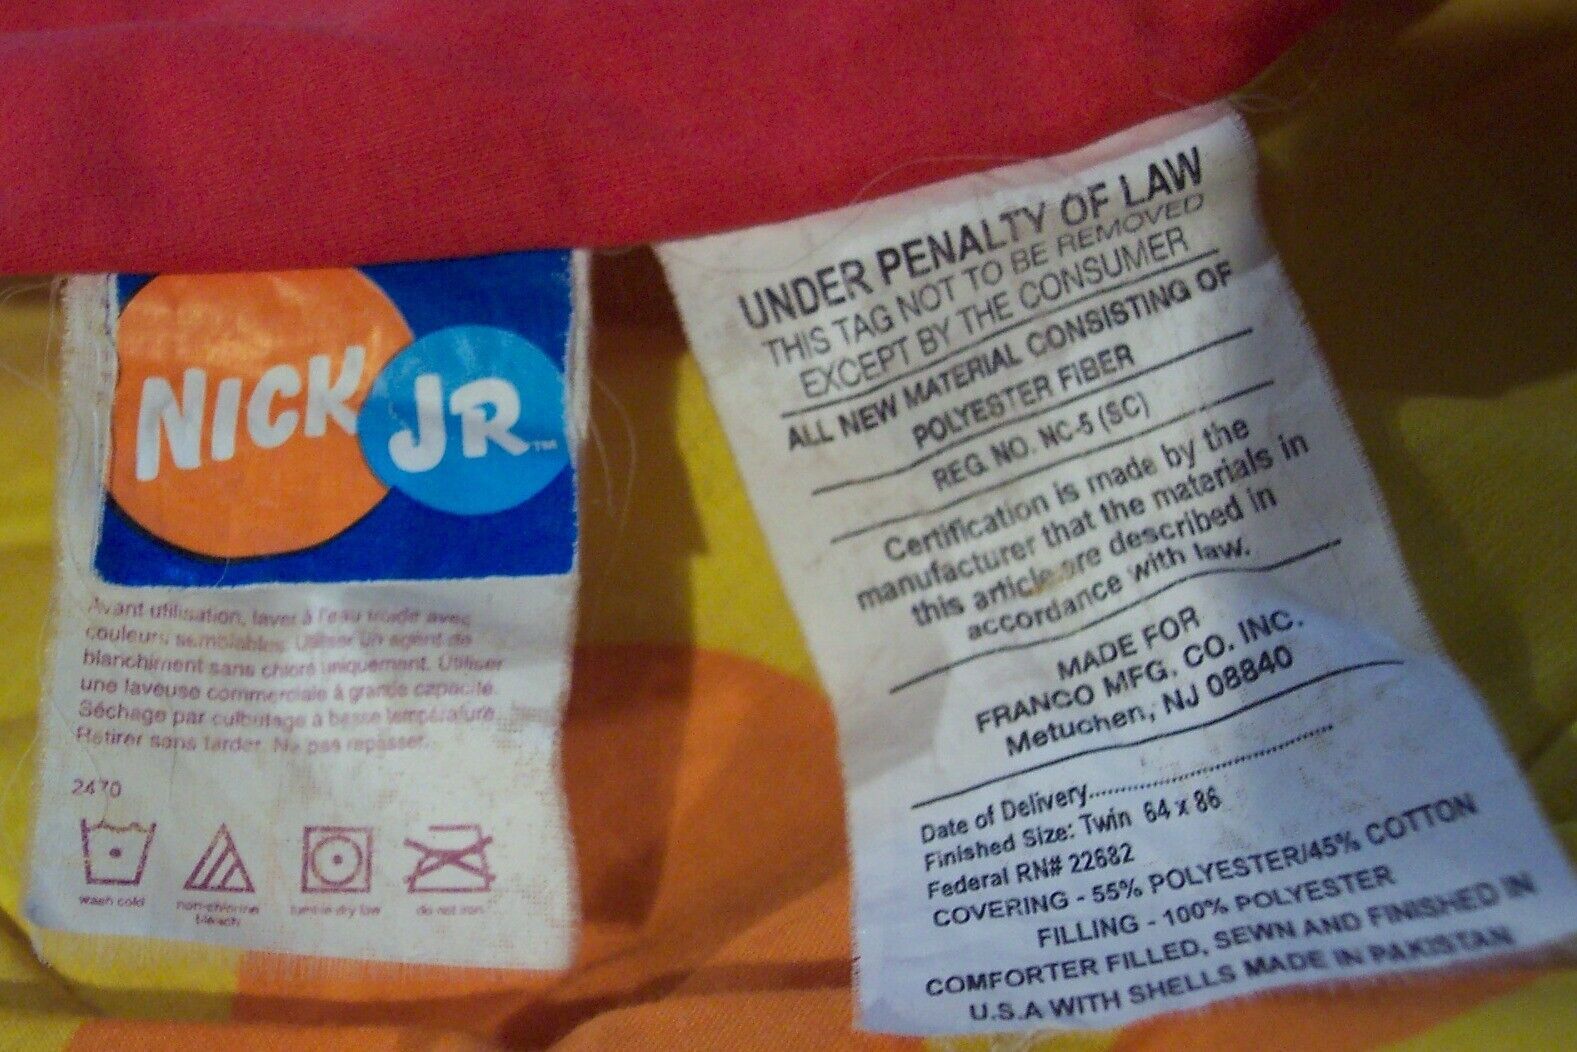 NICK JR™
Avant utilisation, laver à l'eau froide avec
couleurs semblables. Utiliser un agent de
blanchiment sans chlore uniquement. Utiliser
une laveuse commerciale à grande capacité.
Séchage par culbutage à basse température.
Retirer sans tarder. Ne pas repasser.
2470
wash cold
non-chlorine
bleach
tumble dry low
do not iron
UNDER PENALTY OF LAW
THIS TAG NOT TO BE REMOVED
EXCEPT BY THE CONSUMER
ALL NEW MATERIAL CONSISTING OF
POLYESTER FIBER
REG. NO. NC-5 (SC)
Certification is made by the
manufacturer that the materials in
this article are described in
accordance with law.
MADE FOR
FRANCO MFG. CO. INC.
Metuchen, NJ 08840
Date of Delivery..............................
Finished Size: Twin 64 x 86
Federal RN# 22682
COVERING - 55% POLYESTER/45% COTTON
FILLING - 100% POLYESTER
COMFORTER FILLED, SEWN AND FINISHED IN
U.S.A WITH SHELLS MADE IN PAKISTAN